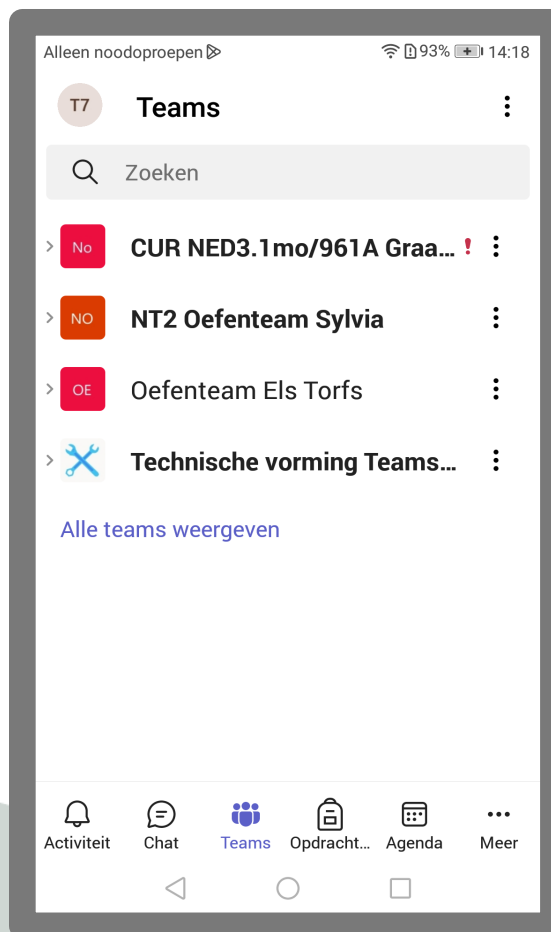 Alleen noodoproepen 93% 14:18
T7 Teams
Zoeken
No CUR NED3.1mo/961A Graa... !
NO NT2 Oefenteam Sylvia
OE Oefenteam Els Torfs
Technische vorming Teams...
Alle teams weergeven
Activiteit Chat Teams Opdracht... Agenda Meer